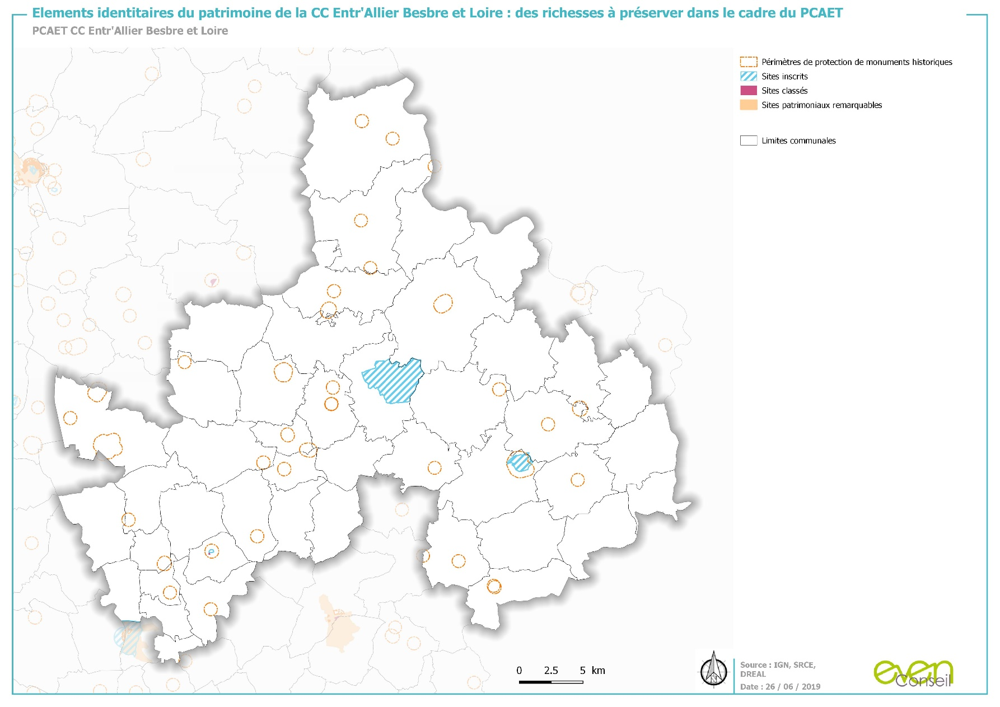 Elements identitaires du patrimoine de la CC Entr'Allier Besbre et Loire : des richesses à préserver dans le cadre du PCAET
PCAET CC Entr'Allier Besbre et Loire
Périmètres de protection de monuments historiques
Sites inscrits
Sites classés
Sites patrimoniaux remarquables
Limites communales
0 2.5 5 km
N
Source : IGN, SRCE,
DREAL
Date : 26 / 06 / 2019
even
Conseil